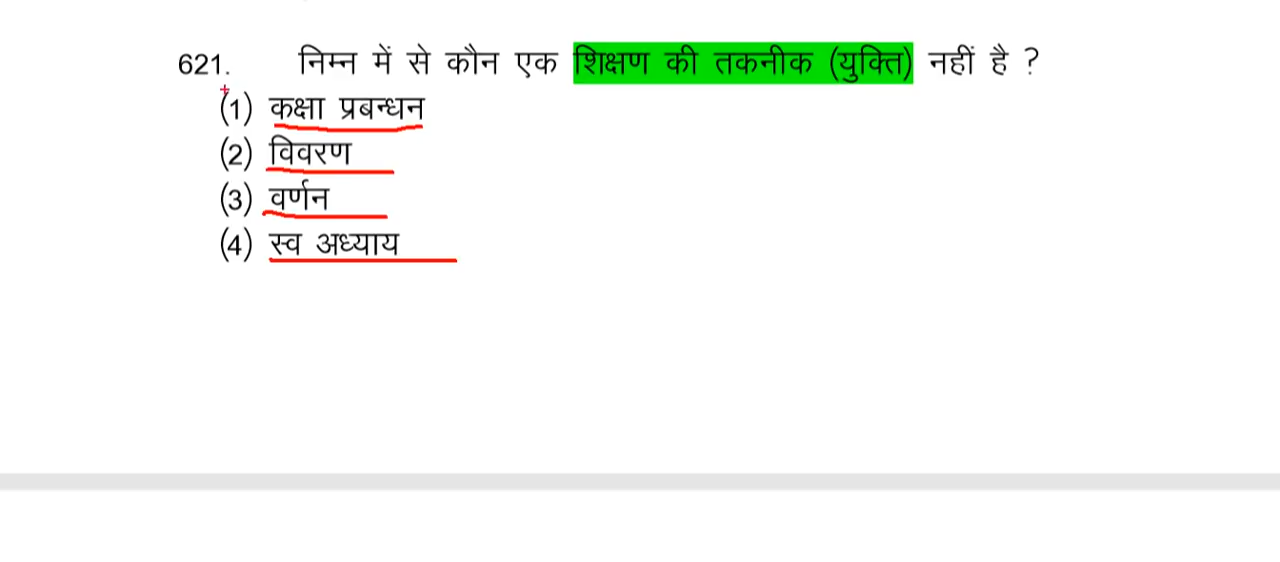 621. निम्न में से कौन एक शिक्षण की तकनीक (युक्ति) नहीं है ?
(1) कक्षा प्रबन्धन
(2) विवरण
(3) वर्णन
(4) स्व अध्याय